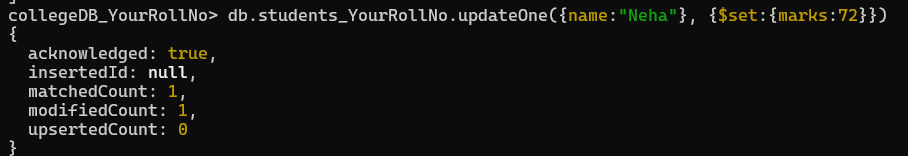 collegeDB_YourRollNo> db.students_YourRollNo.updateOne({name:"Neha"}, {$set:{marks:72}})
{
  acknowledged: true,
  insertedId: null,
  matchedCount: 1,
  modifiedCount: 1,
  upsertedCount: 0
}